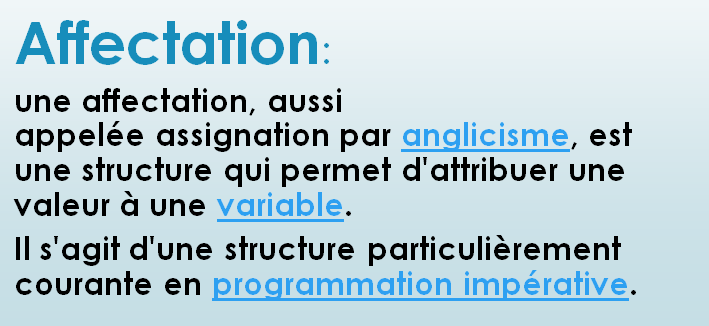 Affectation:
une affectation, aussi
appelée assignation par anglicisme, est
une structure qui permet d'attribuer une
valeur à une variable.
Il s'agit d'une structure particulièrement
courante en programmation impérative.